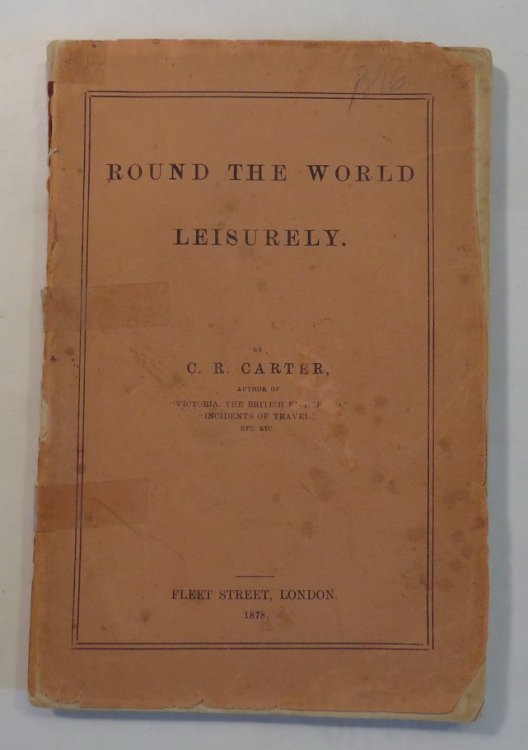 8/6
ROUND THE WORLD
LEISURELY.
BY
C. R. CARTER,
AUTHOR OF
"VICTORIA, THE BRITISH
"INCIDENTS OF TRAVEL"
ETC. ETC.
FLEET STREET, LONDON.
1878.